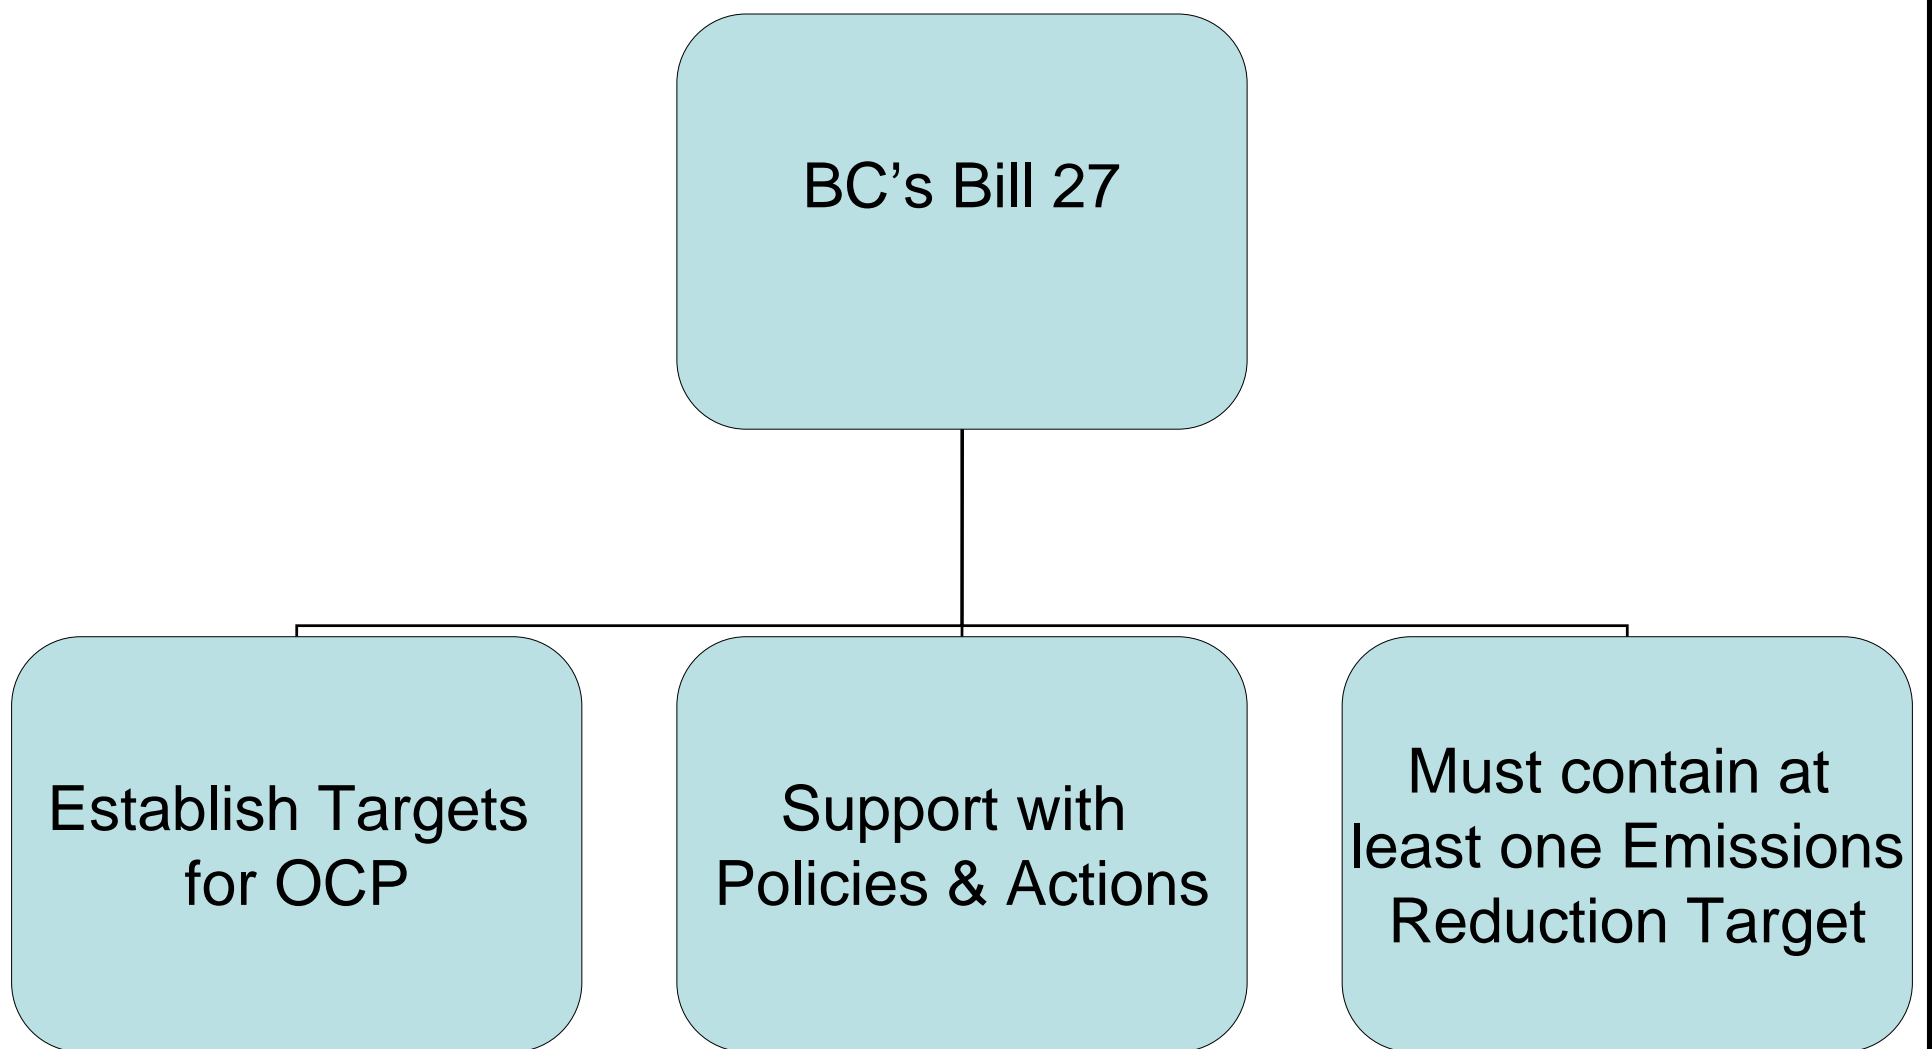 BC’s Bill 27
Establish Targets
for OCP
Support with
Policies & Actions
Must contain at
least one Emissions
Reduction Target